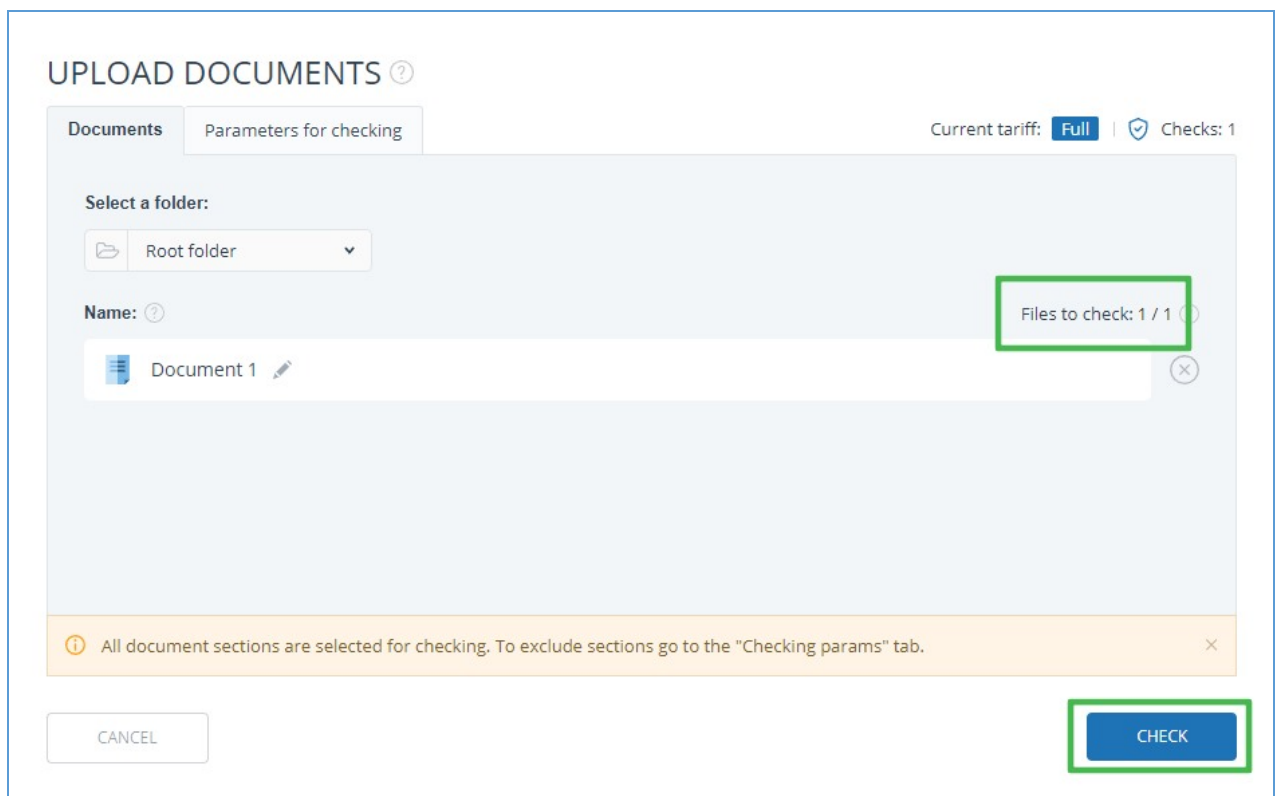 UPLOAD DOCUMENTS ?
Documents Parameters for checking Current tariff: Full | Checks: 1
Select a folder:
Root folder
Name: ? Files to check: 1 / 1
Document 1
All document sections are selected for checking. To exclude sections go to the "Checking params" tab.
CANCEL CHECK